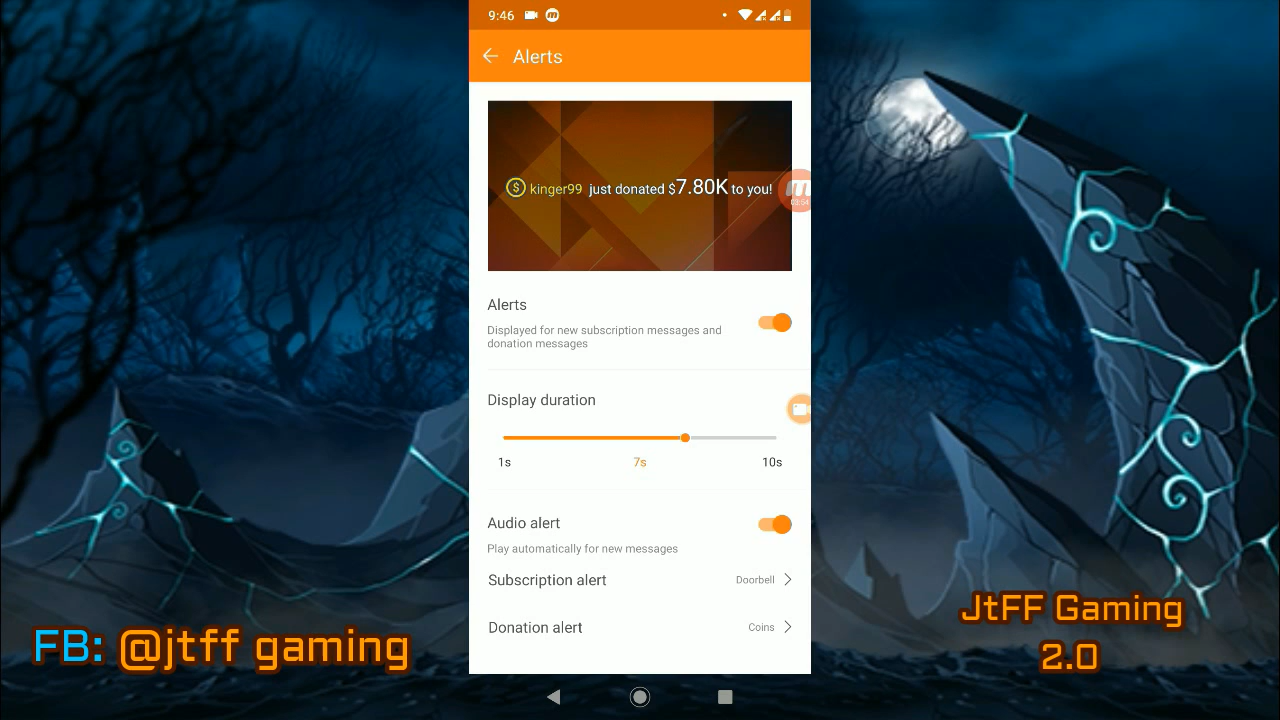 9:46
Alerts
kinger99 just donated $7.80K to you!
03:54
Alerts
Displayed for new subscription messages and
donation messages
Display duration
1s 7s 10s
Audio alert
Play automatically for new messages
Subscription alert Doorbell
Donation alert Coins
FB: @jtff gaming
JtFF Gaming
2.0